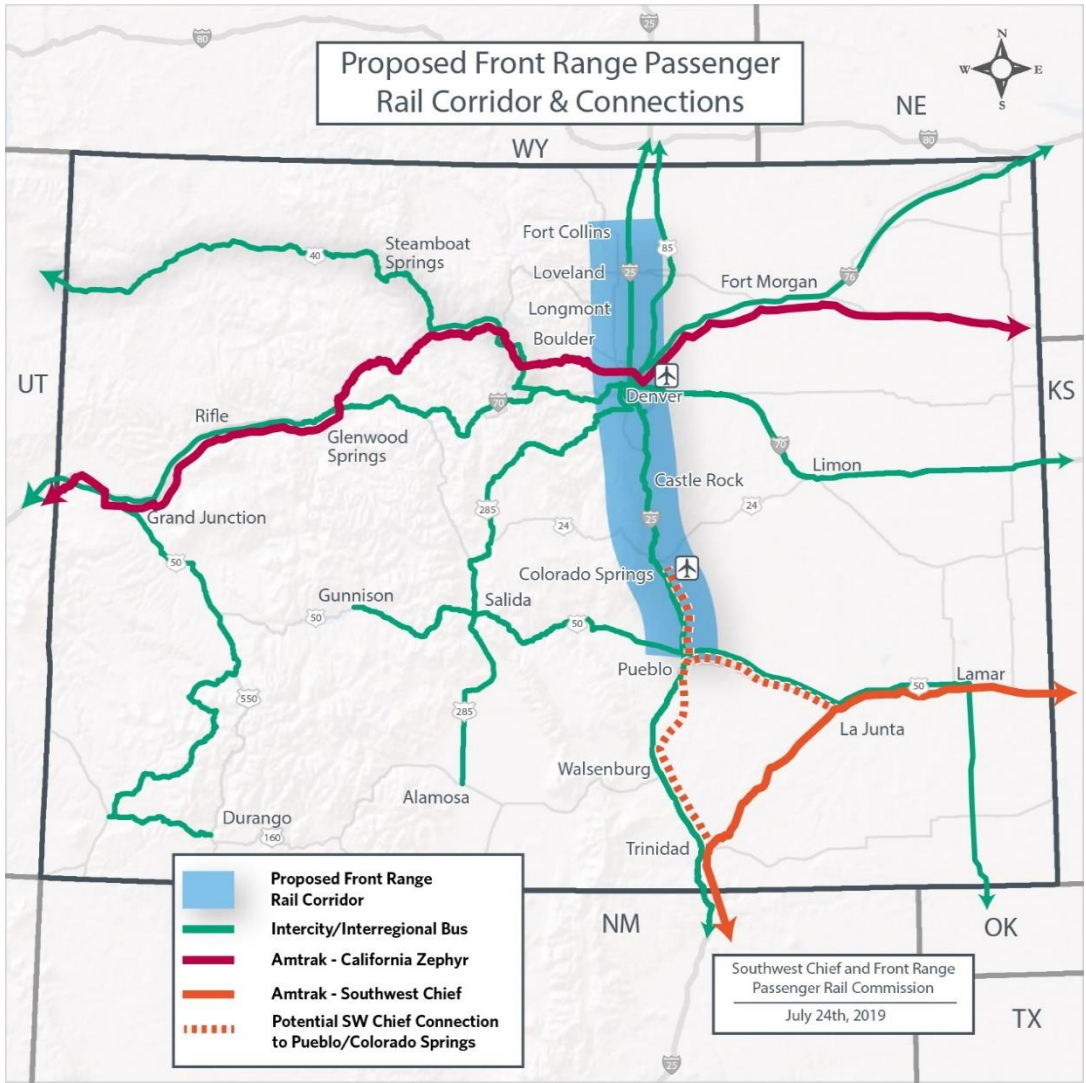 Proposed Front Range Passenger
Rail Corridor & Connections
N
W
E
S
80
25
NE
WY
80
Fort Collins
Steamboat
Springs
40
85
Loveland
25
76
Fort Morgan
Longmont
Boulder
UT
KS
Denver
70
Rifle
Glenwood
Springs
70
Limon
Castle Rock
285
24
25
24
Grand Junction
50
Colorado Springs
Gunnison
50
Salida
50
Pueblo
Lamar
50
550
285
La Junta
Walsenburg
Alamosa
Durango
160
Trinidad
NM
OK
TX
25
Proposed Front Range
Rail Corridor
Intercity/Interregional Bus
Amtrak - California Zephyr
Amtrak - Southwest Chief
Potential SW Chief Connection
to Pueblo/Colorado Springs
Southwest Chief and Front Range
Passenger Rail Commission
July 24th, 2019